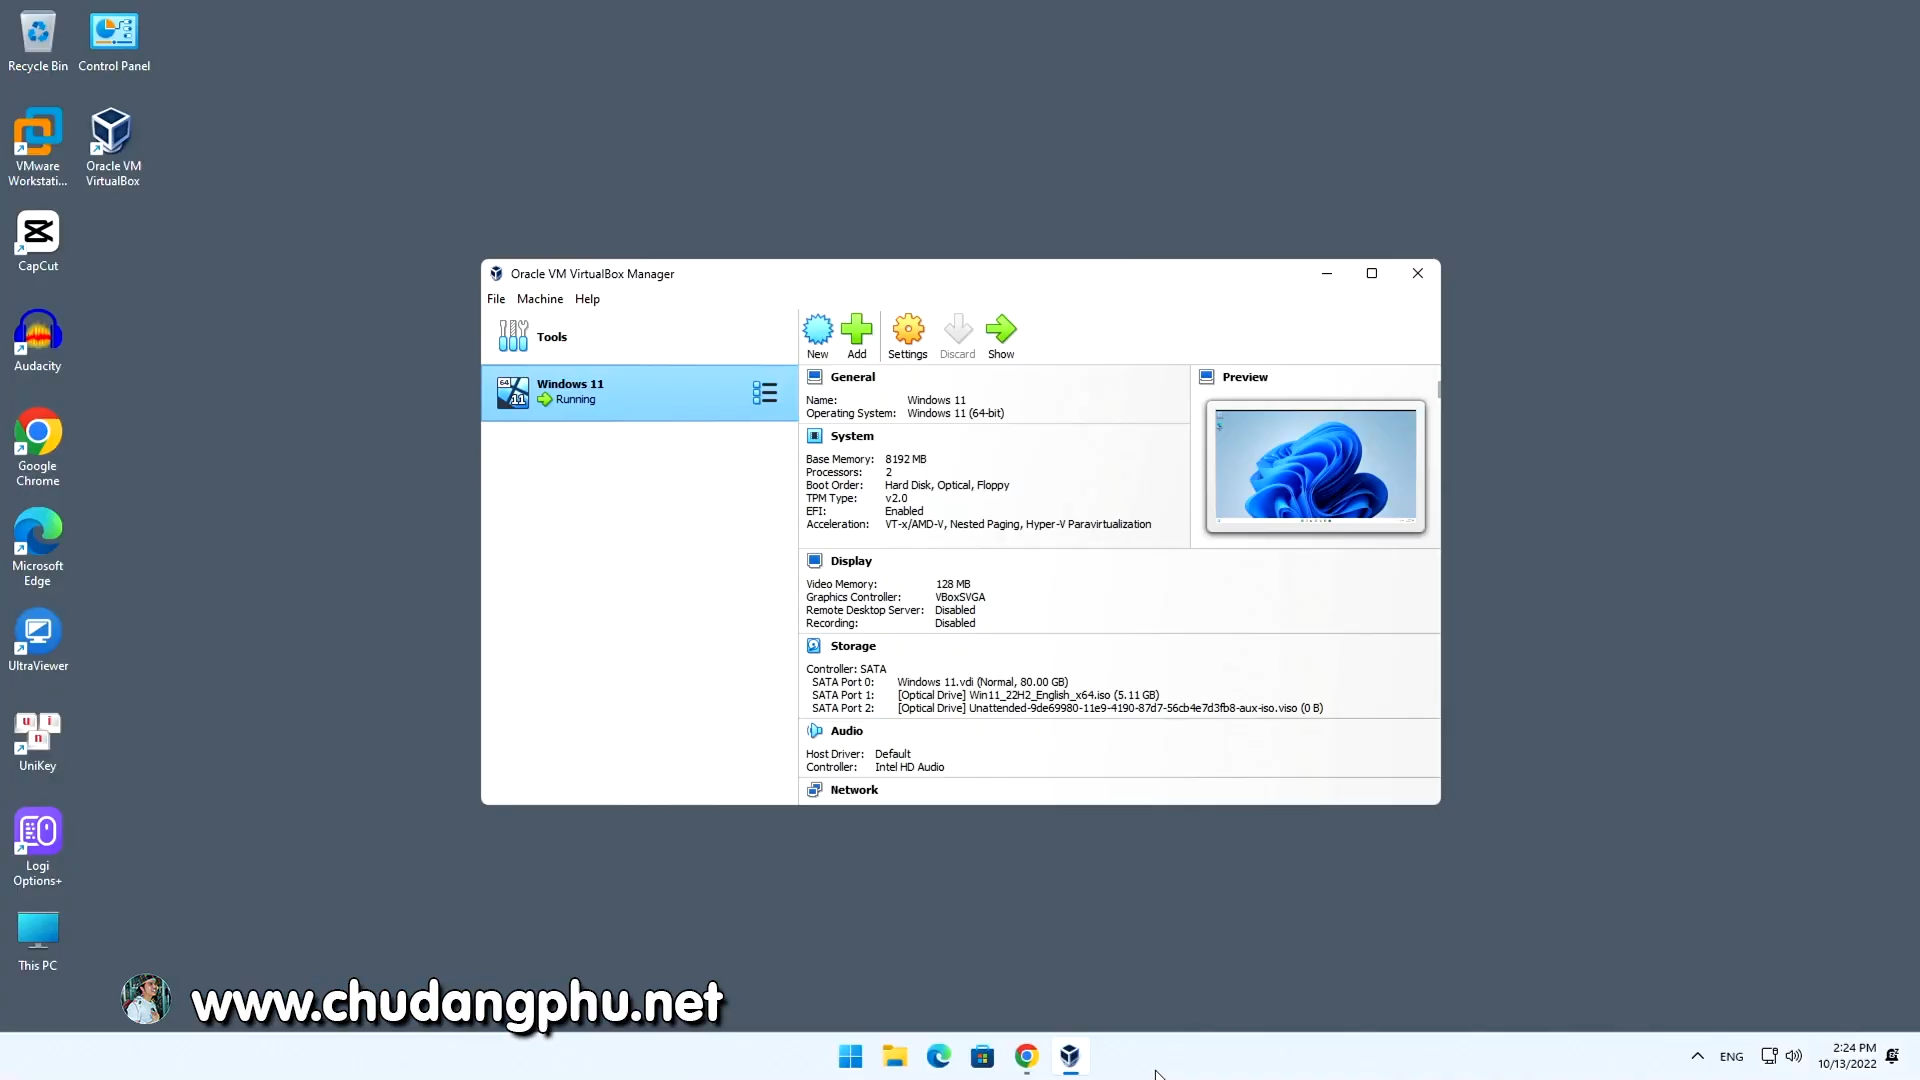 Recycle Bin
Control Panel
VMware
Workstati...
Oracle VM
VirtualBox
CapCut
Audacity
Google
Chrome
Microsoft
Edge
UltraViewer
u i
n
UniKey
Logi
Options+
This PC
Oracle VM VirtualBox Manager
File Machine Help
Tools
New Add Settings Discard Show
64
11
Windows 11
Running
General
Name: Windows 11
Operating System: Windows 11 (64-bit)
Preview
System
Base Memory: 8192 MB
Processors: 2
Boot Order: Hard Disk, Optical, Floppy
TPM Type: v2.0
EFI: Enabled
Acceleration: VT-x/AMD-V, Nested Paging, Hyper-V Paravirtualization
Display
Video Memory: 128 MB
Graphics Controller: VBoxSVGA
Remote Desktop Server: Disabled
Recording: Disabled
Storage
Controller: SATA
SATA Port 0: Windows 11.vdi (Normal, 80.00 GB)
SATA Port 1: [Optical Drive] Win11_22H2_English_x64.iso (5.11 GB)
SATA Port 2: [Optical Drive] Unattended-9de69980-11e9-4190-87d7-56cb4e7d3fb8-aux-iso.viso (0 B)
Audio
Host Driver: Default
Controller: Intel HD Audio
Network
www.chudangphu.net
ENG
2:24 PM
10/13/2022